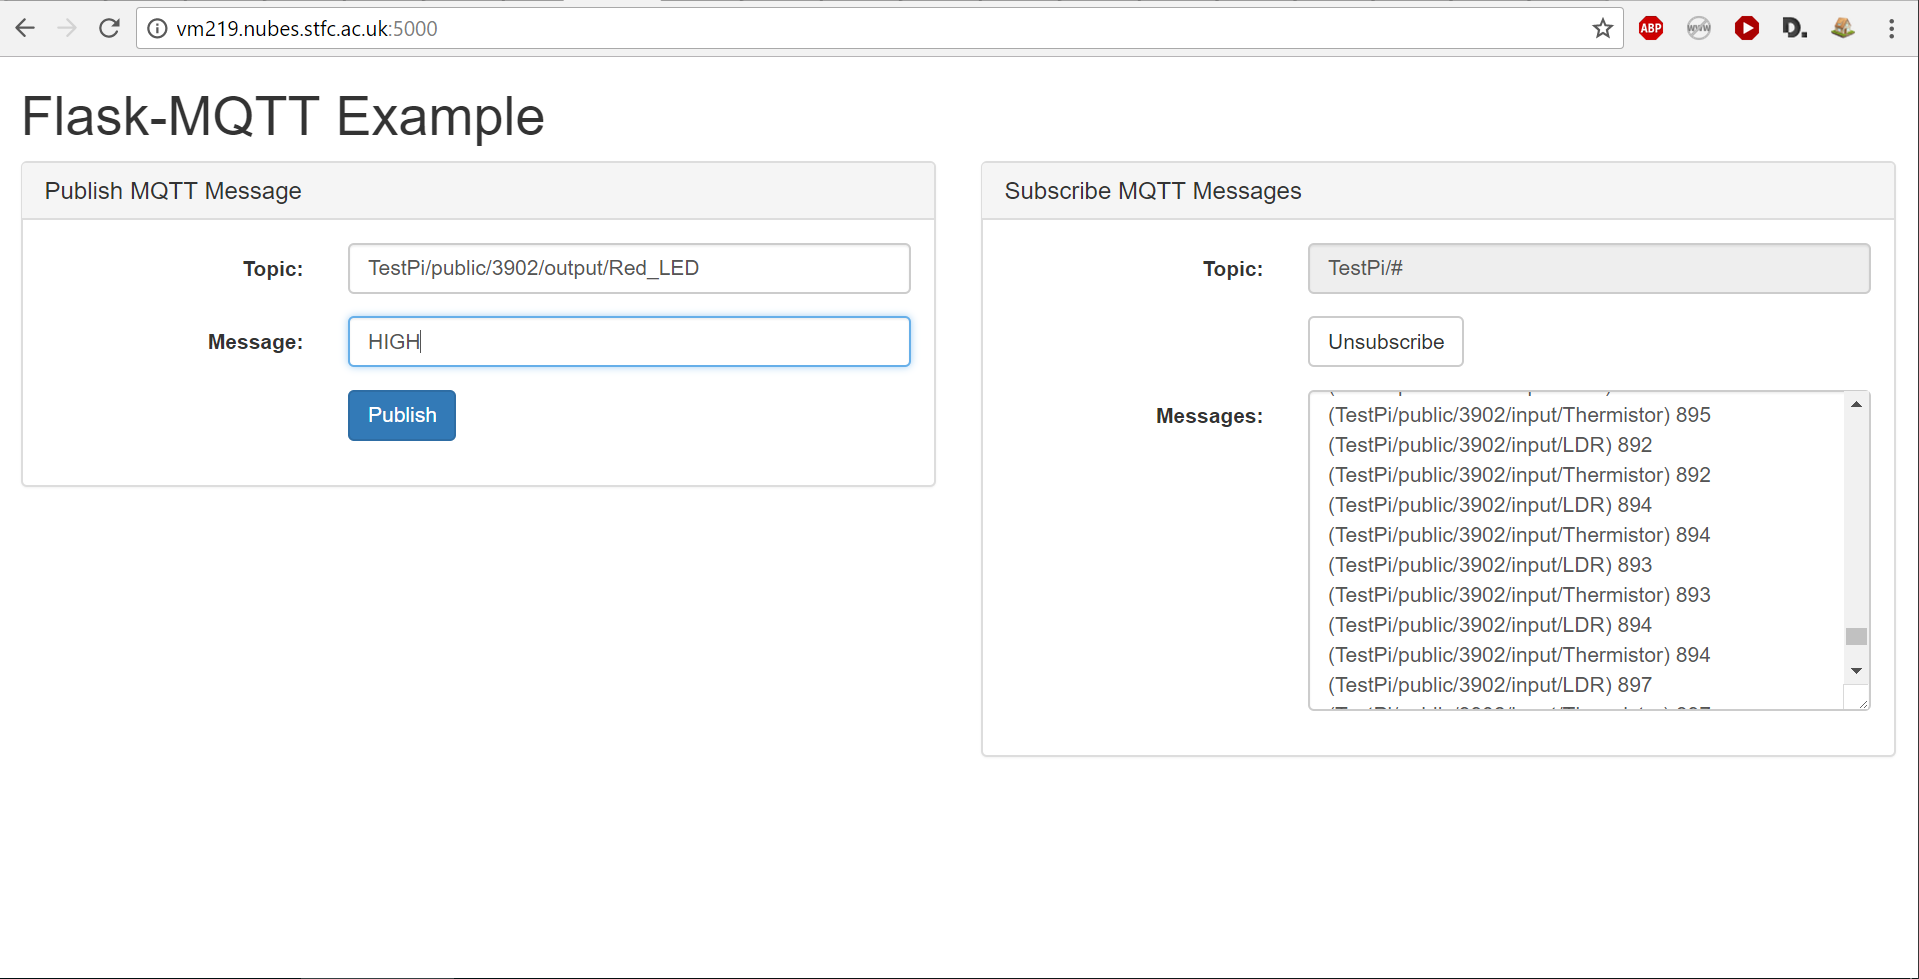 vm219.nubes.stfc.ac.uk:5000
ABP
WWW
D.
Flask-MQTT Example
Publish MQTT Message
Topic:
TestPi/public/3902/output/Red_LED
Message:
HIGH
Publish
Subscribe MQTT Messages
Topic:
TestPi/#
Unsubscribe
Messages:
(TestPi/public/3902/input/Thermistor) 895
(TestPi/public/3902/input/LDR) 892
(TestPi/public/3902/input/Thermistor) 892
(TestPi/public/3902/input/LDR) 894
(TestPi/public/3902/input/Thermistor) 894
(TestPi/public/3902/input/LDR) 893
(TestPi/public/3902/input/Thermistor) 893
(TestPi/public/3902/input/LDR) 894
(TestPi/public/3902/input/Thermistor) 894
(TestPi/public/3902/input/LDR) 897